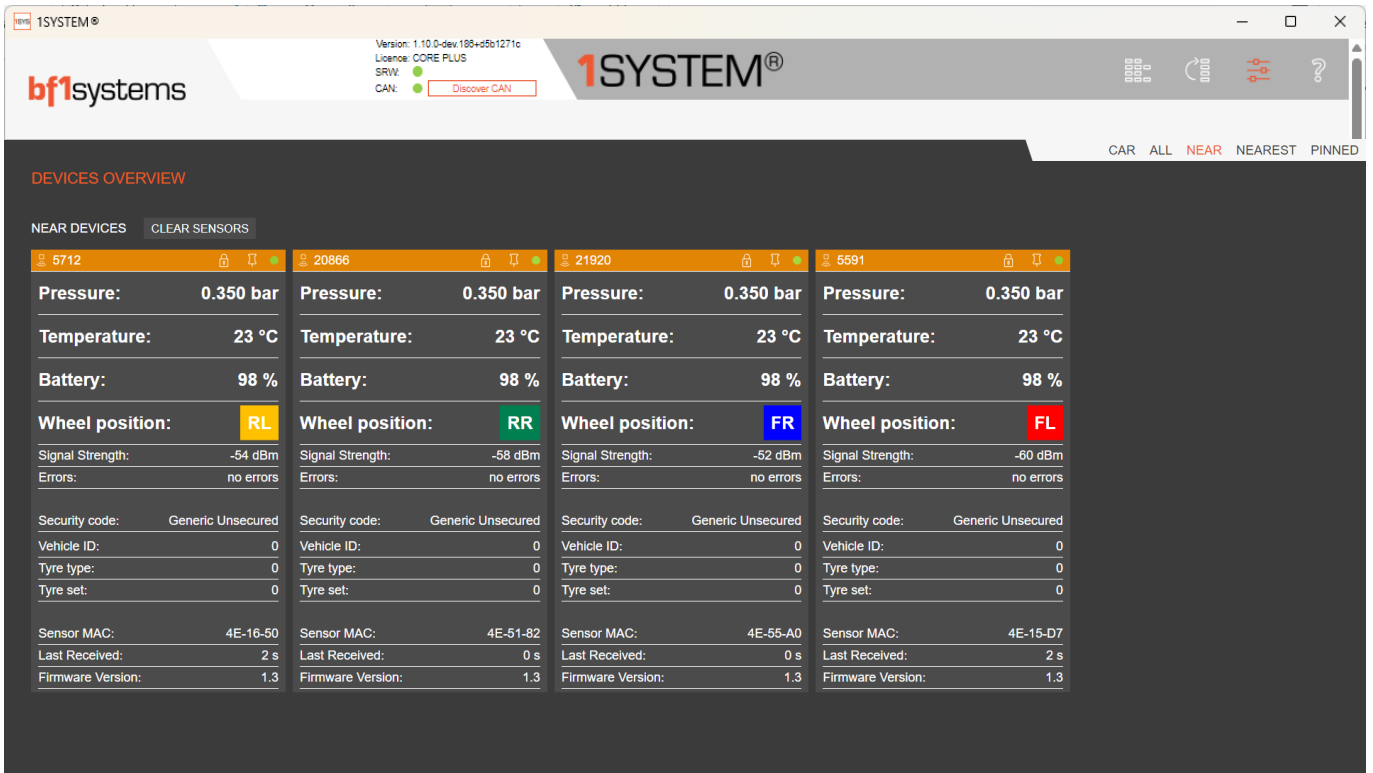 1SYS 1SYSTEM®
Version: 1.10.0-dev.186+d5b1271c
Licence: CORE PLUS
SRW:
CAN: Discover CAN
bf1systems
1SYSTEM®
CAR ALL NEAR NEAREST PINNED
DEVICES OVERVIEW
NEAR DEVICES CLEAR SENSORS
5712
Pressure: 0.350 bar
Temperature: 23 °C
Battery: 98 %
Wheel position: RL
Signal Strength: -54 dBm
Errors: no errors
Security code: Generic Unsecured
Vehicle ID: 0
Tyre type: 0
Tyre set: 0
Sensor MAC: 4E-16-50
Last Received: 2 s
Firmware Version: 1.3
20866
Pressure: 0.350 bar
Temperature: 23 °C
Battery: 98 %
Wheel position: RR
Signal Strength: -58 dBm
Errors: no errors
Security code: Generic Unsecured
Vehicle ID: 0
Tyre type: 0
Tyre set: 0
Sensor MAC: 4E-51-82
Last Received: 0 s
Firmware Version: 1.3
21920
Pressure: 0.350 bar
Temperature: 23 °C
Battery: 98 %
Wheel position: FR
Signal Strength: -52 dBm
Errors: no errors
Security code: Generic Unsecured
Vehicle ID: 0
Tyre type: 0
Tyre set: 0
Sensor MAC: 4E-55-A0
Last Received: 0 s
Firmware Version: 1.3
5591
Pressure: 0.350 bar
Temperature: 23 °C
Battery: 98 %
Wheel position: FL
Signal Strength: -60 dBm
Errors: no errors
Security code: Generic Unsecured
Vehicle ID: 0
Tyre type: 0
Tyre set: 0
Sensor MAC: 4E-15-D7
Last Received: 2 s
Firmware Version: 1.3